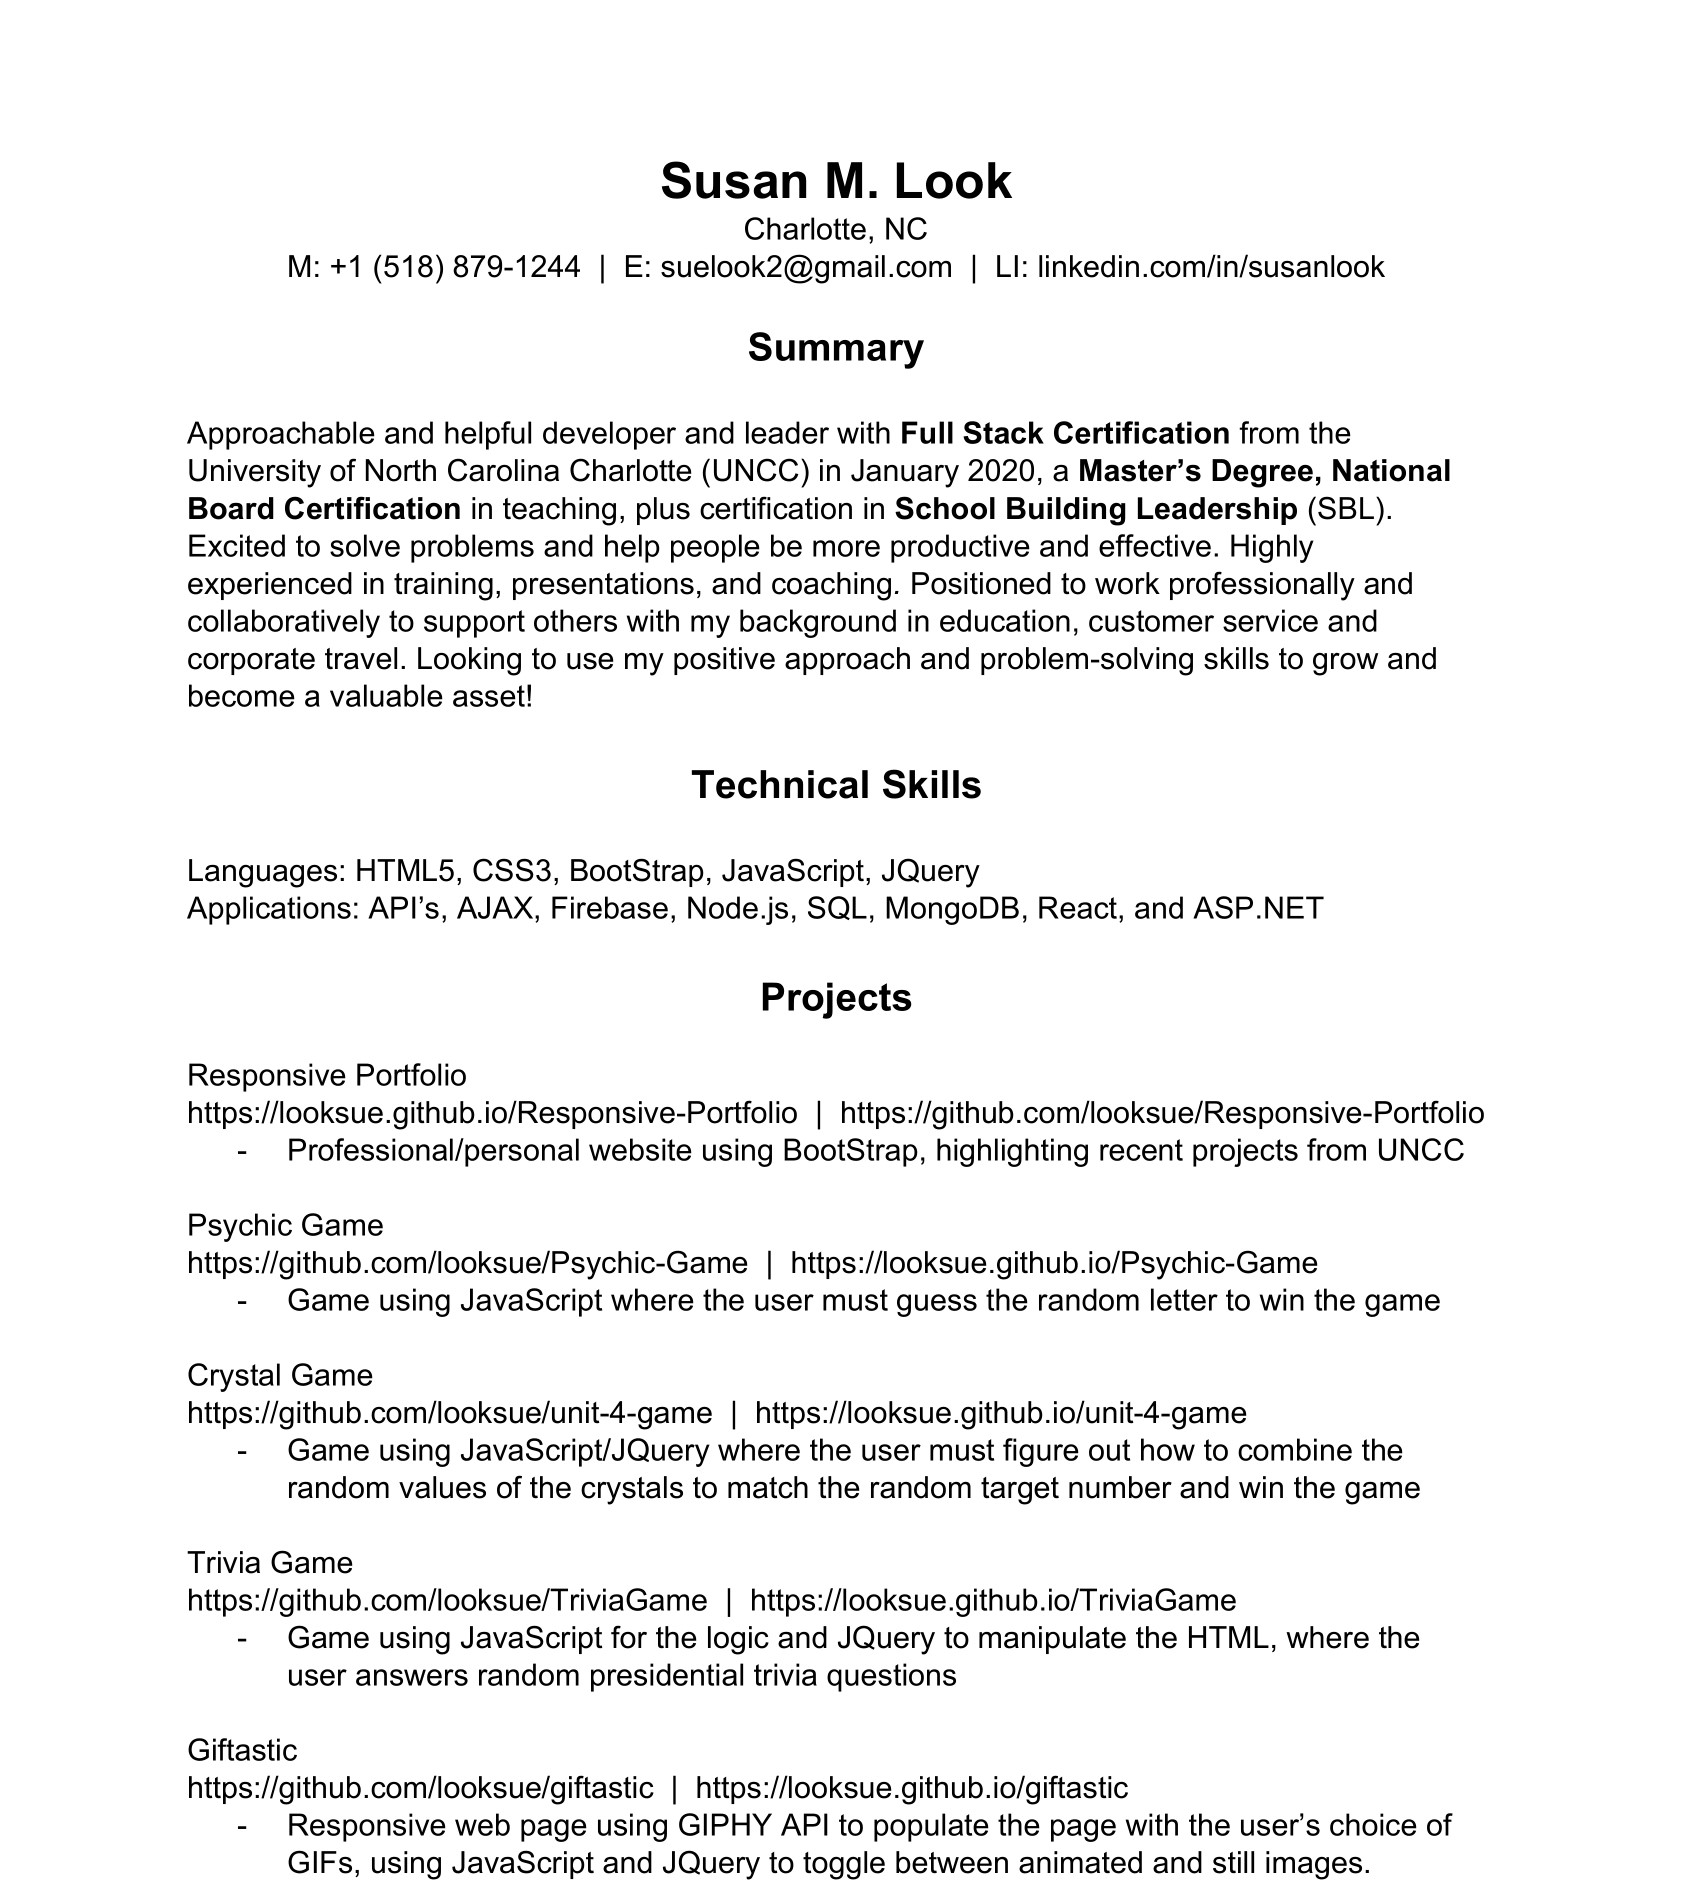 Susan M. Look
Charlotte, NC
M: +1 (518) 879-1244 | E: suelook2@gmail.com | LI: linkedin.com/in/susanlook
Summary
Approachable and helpful developer and leader with Full Stack Certification from the
University of North Carolina Charlotte (UNCC) in January 2020, a Master’s Degree, National
Board Certification in teaching, plus certification in School Building Leadership (SBL).
Excited to solve problems and help people be more productive and effective. Highly
experienced in training, presentations, and coaching. Positioned to work professionally and
collaboratively to support others with my background in education, customer service and
corporate travel. Looking to use my positive approach and problem-solving skills to grow and
become a valuable asset!
Technical Skills
Languages: HTML5, CSS3, BootStrap, JavaScript, JQuery
Applications: API’s, AJAX, Firebase, Node.js, SQL, MongoDB, React, and ASP.NET
Projects
Responsive Portfolio
https://looksue.github.io/Responsive-Portfolio | https://github.com/looksue/Responsive-Portfolio
- Professional/personal website using BootStrap, highlighting recent projects from UNCC
Psychic Game
https://github.com/looksue/Psychic-Game | https://looksue.github.io/Psychic-Game
- Game using JavaScript where the user must guess the random letter to win the game
Crystal Game
https://github.com/looksue/unit-4-game | https://looksue.github.io/unit-4-game
- Game using JavaScript/JQuery where the user must figure out how to combine the
random values of the crystals to match the random target number and win the game
Trivia Game
https://github.com/looksue/TriviaGame | https://looksue.github.io/TriviaGame
- Game using JavaScript for the logic and JQuery to manipulate the HTML, where the
user answers random presidential trivia questions
Giftastic
https://github.com/looksue/giftastic | https://looksue.github.io/giftastic
- Responsive web page using GIPHY API to populate the page with the user’s choice of
GIFs, using JavaScript and JQuery to toggle between animated and still images.